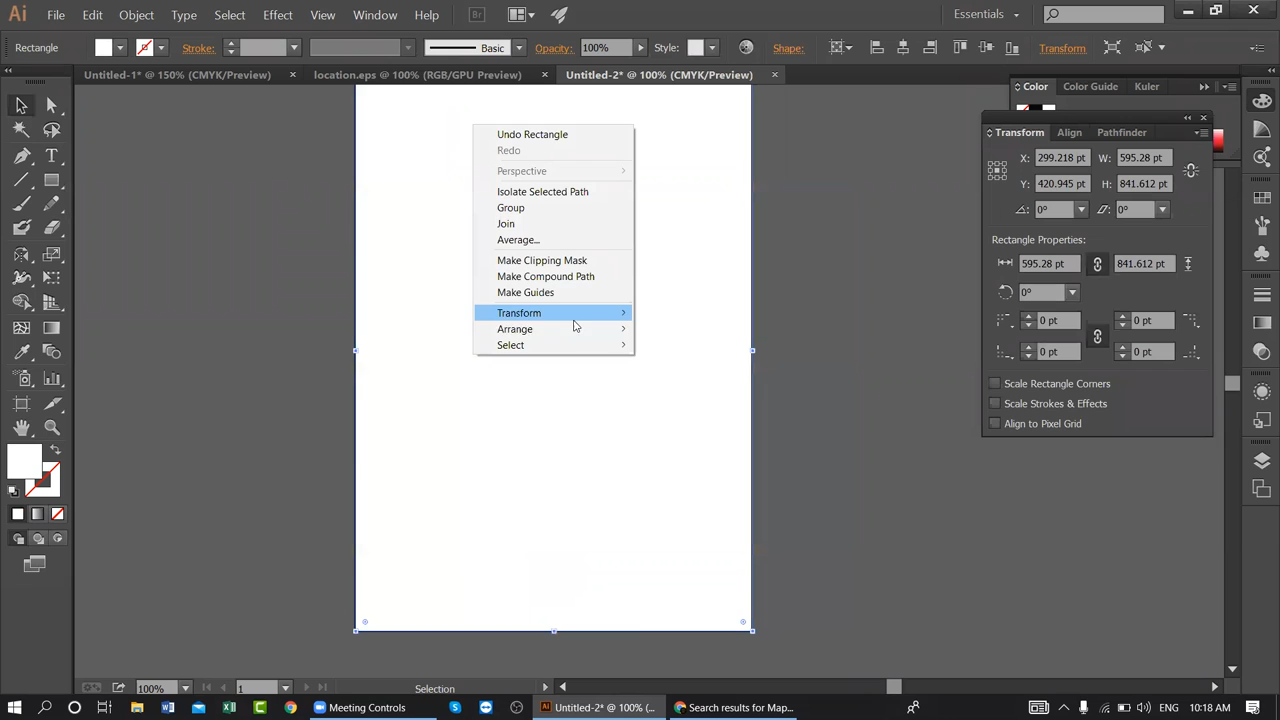 Ai File Edit Object Type Select Effect View Window Help Br Essentials
Rectangle Stroke: Basic Opacity: 100% Style: Shape: Transform
Untitled-1* @ 150% (CMYK/Preview) × location.eps @ 100% (RGB/GPU Preview) × Untitled-2* @ 100% (CMYK/Preview) ×
Color Color Guide Kuler
Transform Align Pathfinder
X: 299.218 pt W: 595.28 pt
Y: 420.945 pt H: 841.612 pt
0° 0°
Rectangle Properties:
595.28 pt 841.612 pt
0°
0 pt 0 pt
0 pt 0 pt
Scale Rectangle Corners
Scale Strokes & Effects
Align to Pixel Grid
Undo Rectangle
Redo
Perspective
Isolate Selected Path
Group
Join
Average...
Make Clipping Mask
Make Compound Path
Make Guides
Transform
Arrange
Select
100% 1 Selection
Meeting Controls Untitled-2* @ 100% (... Search results for Map... ENG 10:18 AM